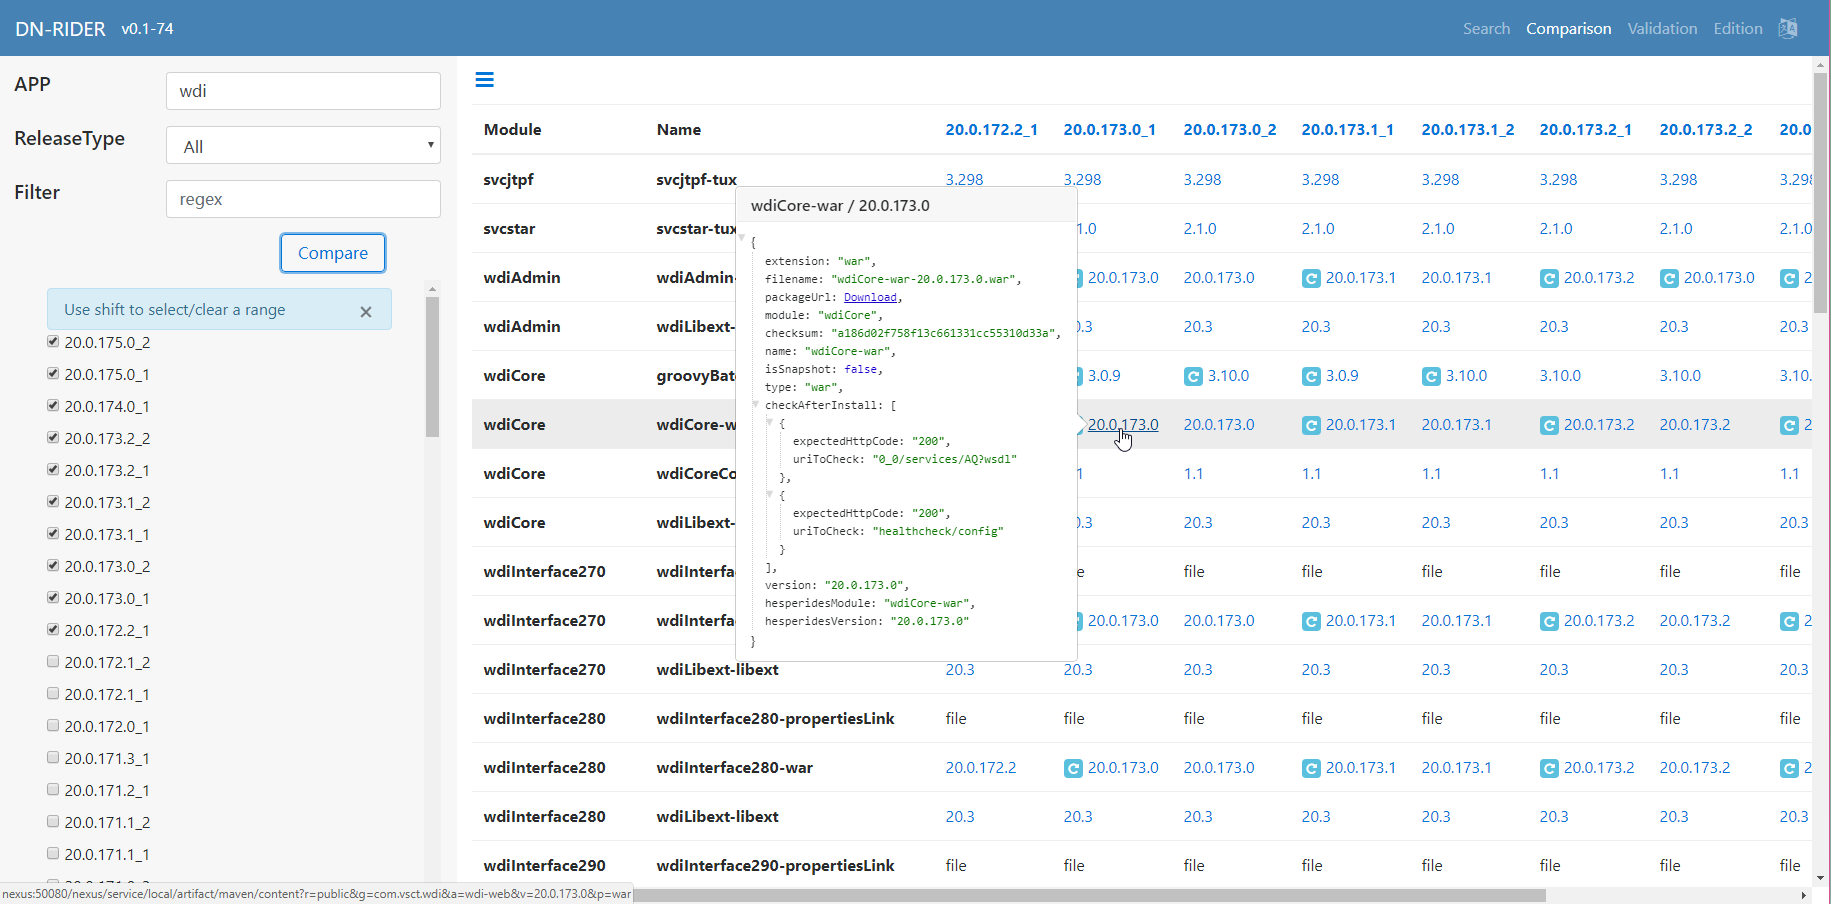 DN-RIDER v0.1-74 Search Comparison Validation Edition
APP wdi
ReleaseType All
Filter regex
Compare
Use shift to select/clear a range ×
20.0.175.0_2
20.0.175.0_1
20.0.174.0_1
20.0.173.2_2
20.0.173.2_1
20.0.173.1_2
20.0.173.1_1
20.0.173.0_2
20.0.173.0_1
20.0.172.2_1
20.0.172.1_2
20.0.172.1_1
20.0.172.0_1
20.0.171.3_1
20.0.171.2_1
20.0.171.1_2
20.0.171.1_1
Module Name 20.0.172.2_1 20.0.173.0_1 20.0.173.0_2 20.0.173.1_1 20.0.173.1_2 20.0.173.2_1 20.0.173.2_2 20.0
svcjtpf svcjtpf-tux 3.298 3.298 3.298 3.298 3.298 3.298 3.298 3.298
svcstar svcstar-tux 1.0 2.1.0 2.1.0 2.1.0 2.1.0 2.1.0 2.1.0
wdiAdmin wdiAdmin- 20.0.173.0 20.0.173.0 20.0.173.1 20.0.173.1 20.0.173.2 20.0.173.0 2
wdiAdmin wdiLibext- 0.3 20.3 20.3 20.3 20.3 20.3 20.3
wdiCore groovyBat 3.0.9 3.10.0 3.0.9 3.10.0 3.10.0 3.10.0 3.10.
wdiCore wdiCore-w 20.0.173.0 20.0.173.0 20.0.173.1 20.0.173.1 20.0.173.2 20.0.173.2 2
wdiCore wdiCoreCo 1 1.1 1.1 1.1 1.1 1.1 1.1
wdiCore wdiLibext- 0.3 20.3 20.3 20.3 20.3 20.3 20.3
wdiInterface270 wdiInterfa e file file file file file file
wdiInterface270 wdiInterfa 20.0.173.0 20.0.173.0 20.0.173.1 20.0.173.1 20.0.173.2 20.0.173.2 2
wdiInterface270 wdiLibext-libext 20.3 20.3 20.3 20.3 20.3 20.3 20.3 20.3
wdiInterface280 wdiInterface280-propertiesLink file file file file file file file file
wdiInterface280 wdiInterface280-war 20.0.172.2 20.0.173.0 20.0.173.0 20.0.173.1 20.0.173.1 20.0.173.2 20.0.173.2 2
wdiInterface280 wdiLibext-libext 20.3 20.3 20.3 20.3 20.3 20.3 20.3 20.3
wdiInterface290 wdiInterface290-propertiesLink file file file file file file file file
wdiCore-war / 20.0.173.0
{
extension: "war",
filename: "wdiCore-war-20.0.173.0.war",
packageUrl: Download,
module: "wdiCore",
checksum: "a186d02f758f13c661331cc55310d33a",
name: "wdiCore-war",
isSnapshot: false,
type: "war",
checkAfterInstall: [
{
expectedHttpCode: "200",
uriToCheck: "0_0/services/AQ?wsdl"
},
{
expectedHttpCode: "200",
uriToCheck: "healthcheck/config"
}
],
version: "20.0.173.0",
hesperidesModule: "wdiCore-war",
hesperidesVersion: "20.0.173.0"
}
nexus:50080/nexus/service/local/artifact/maven/content?r=public&g=com.vsct.wdi&a=wdi-web&v=20.0.173.0&p=war